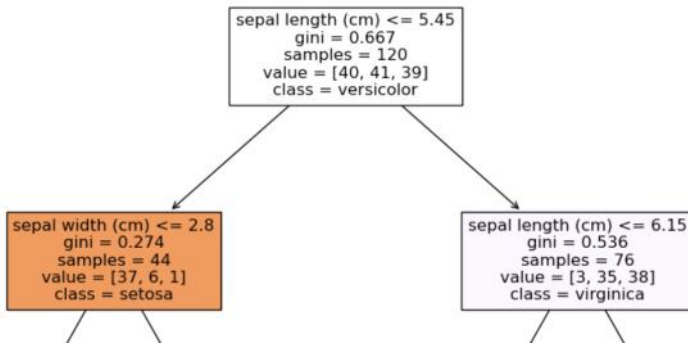 sepal length (cm) <= 5.45
gini = 0.667
samples = 120
value = [40, 41, 39]
class = versicolor
sepal width (cm) <= 2.8
gini = 0.274
samples = 44
value = [37, 6, 1]
class = setosa
sepal length (cm) <= 6.15
gini = 0.536
samples = 76
value = [3, 35, 38]
class = virginica